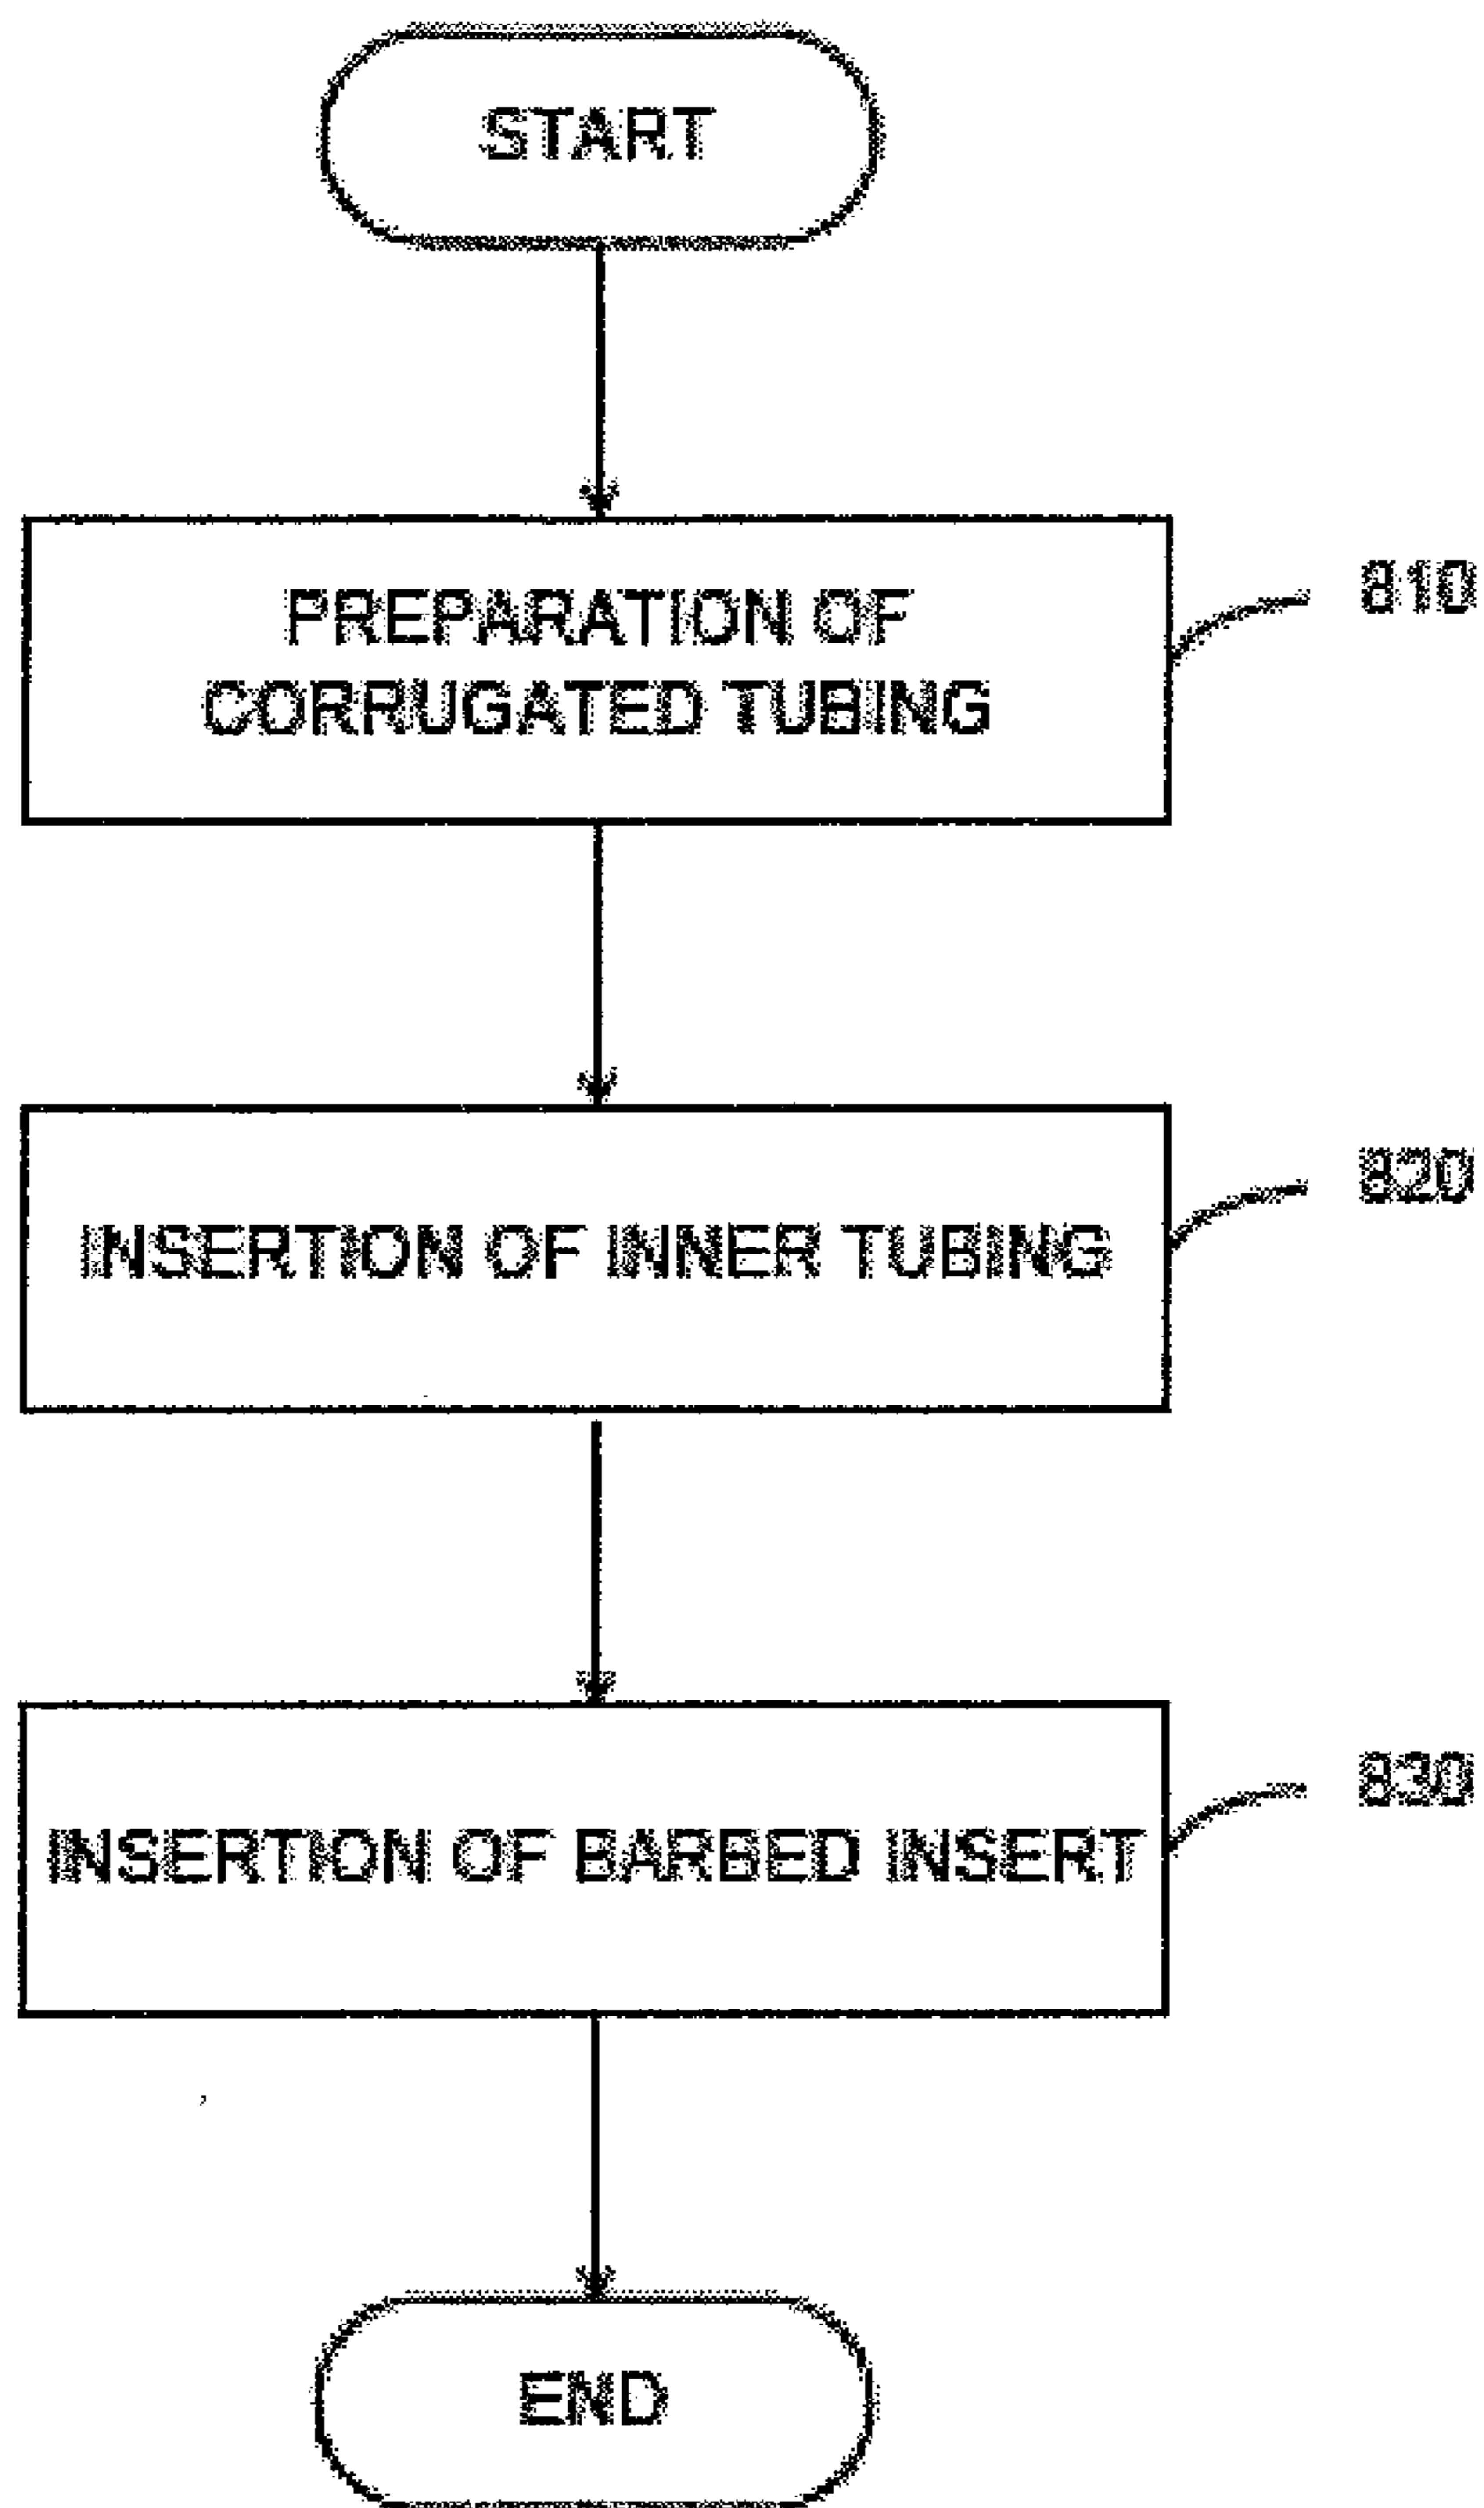 START
PREPARATION OF
CORRUGATED TUBING
810
INSERTION OF INNER TUBING
820
INSERTION OF BARBED INSERT
830
END